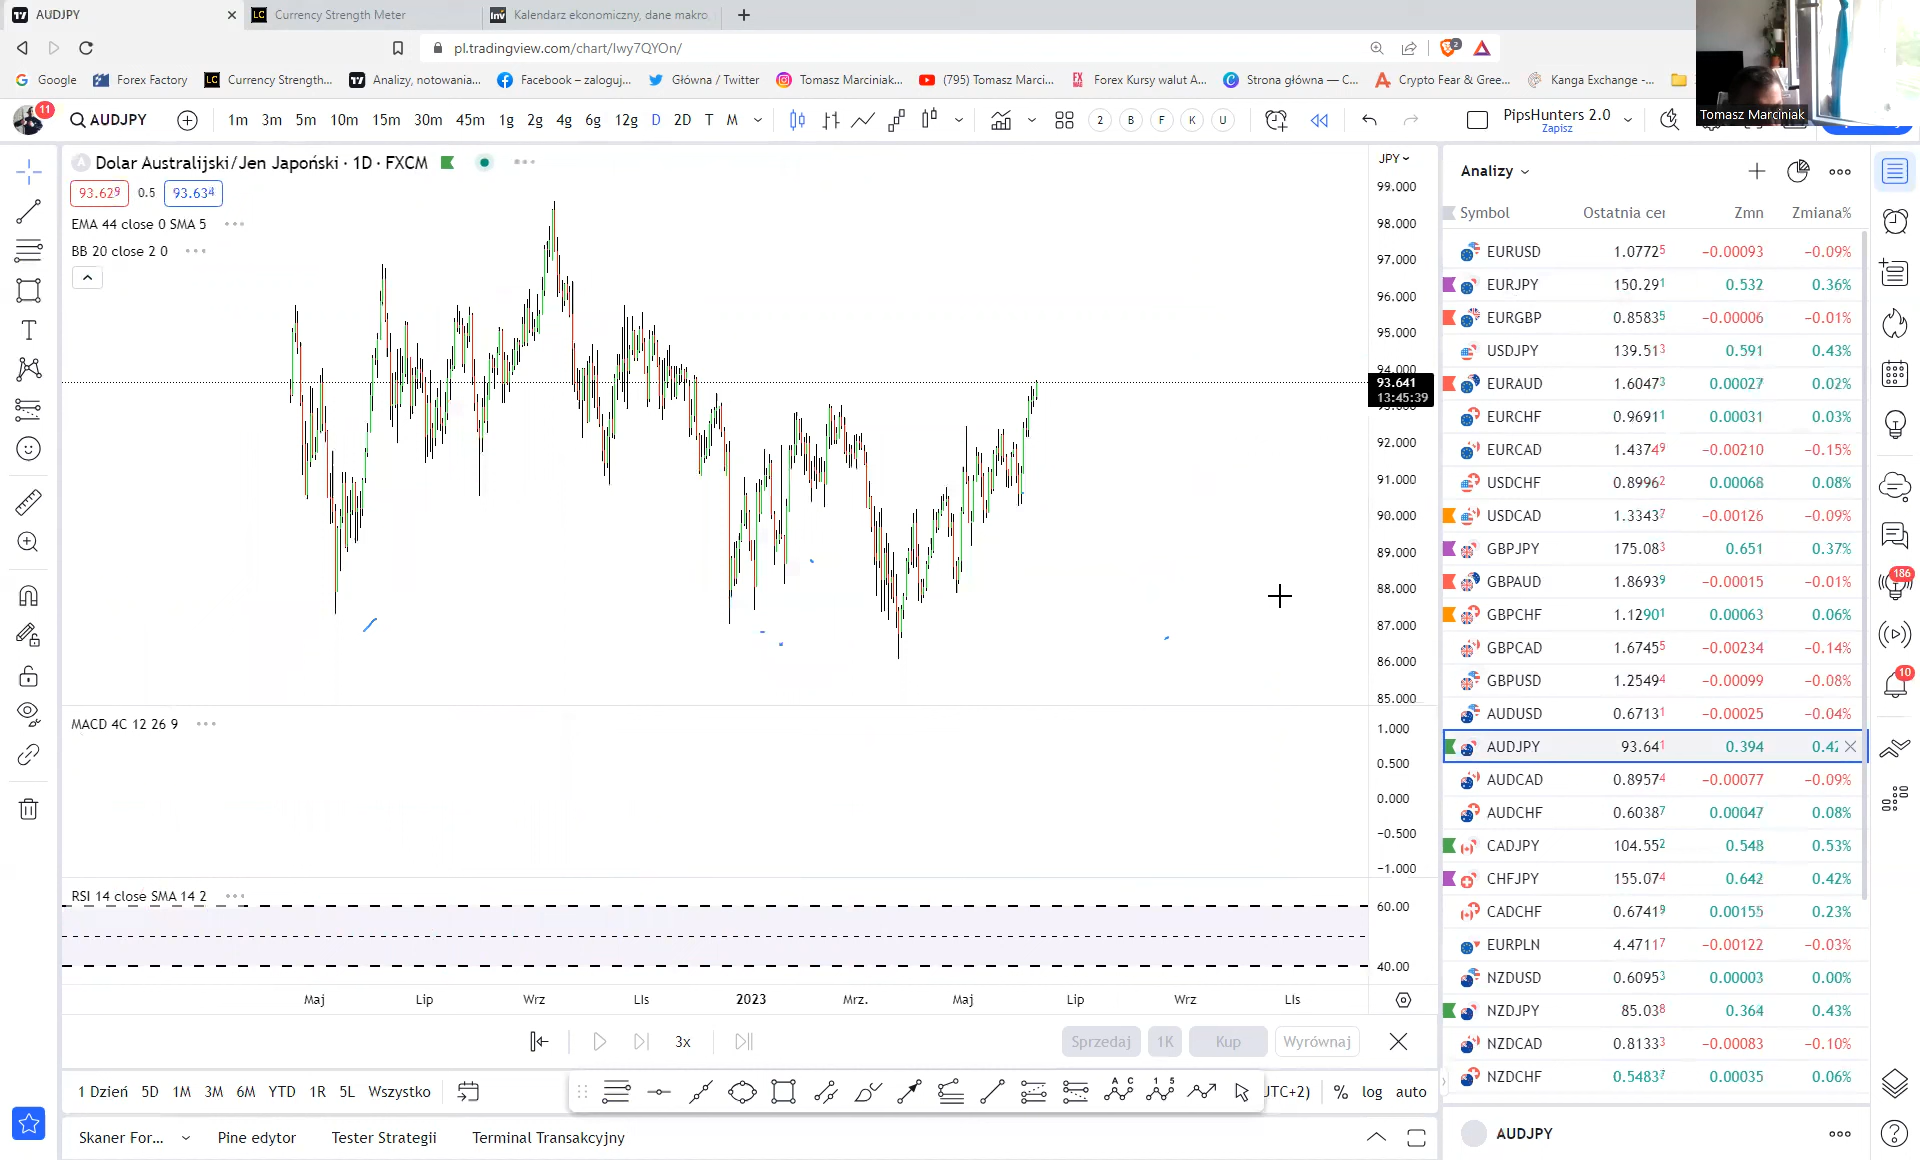 AUDJPY
Currency Strength Meter
Kalendarz ekonomiczny, dane makro,
pl.tradingview.com/chart/lwy7QYOn/
2
Google
Forex Factory
Currency Strength...
Analizy, notowania...
Facebook – zaloguj...
Główna / Twitter
Tomasz Marciniak...
(795) Tomasz Marci...
Forex Kursy walut A...
Strona główna — C...
Crypto Fear & Gree...
Kanga Exchange -...
Tomasz Marciniak
11
AUDJPY
1m 3m 5m 10m 15m 30m 45m 1g 2g 4g 6g 12g D 2D T M
2 B F K U
PipsHunters 2.0
Zapisz
Dolar Australijski/Jen Japoński · 1D · FXCM
93.629 0.5 93.634
EMA 44 close 0 SMA 5
BB 20 close 2 0
JPY
99.000
98.000
97.000
96.000
95.000
94.000
93.641
13:45:39
93.000
92.000
91.000
90.000
89.000
88.000
87.000
86.000
85.000
MACD 4C 12 26 9
1.000
0.500
0.000
−0.500
−1.000
RSI 14 close SMA 14 2
60.00
40.00
Maj Lip Wrz LIs 2023 Mrz. Maj Lip Wrz LIs
3x
Sprzedaj 1K Kup Wyrównaj
1 Dzień 5D 1M 3M 6M YTD 1R 5L Wszystko
A C
1 5
UTC+2) % log auto
Skaner For... Pine edytor Tester Strategii Terminal Transakcyjny
Analizy
Symbol Ostatnia cer Zmn Zmiana%
EURUSD 1.07725 −0.00093 −0.09%
EURJPY 150.291 0.532 0.36%
EURGBP 0.85835 −0.00006 −0.01%
USDJPY 139.513 0.591 0.43%
EURAUD 1.60473 0.00027 0.02%
EURCHF 0.96911 0.00031 0.03%
EURCAD 1.43749 −0.00210 −0.15%
USDCHF 0.89962 0.00068 0.08%
USDCAD 1.33437 −0.00126 −0.09%
GBPJPY 175.083 0.651 0.37%
GBPAUD 1.86939 −0.00015 −0.01%
GBPCHF 1.12901 0.00063 0.06%
GBPCAD 1.67455 −0.00234 −0.14%
GBPUSD 1.25494 −0.00099 −0.08%
AUDUSD 0.67131 −0.00025 −0.04%
AUDJPY 93.641 0.394 0.42
AUDCAD 0.89574 −0.00077 −0.09%
AUDCHF 0.60387 0.00047 0.08%
CADJPY 104.552 0.548 0.53%
CHFJPY 155.074 0.642 0.42%
CADCHF 0.67419 0.00155 0.23%
EURPLN 4.47117 −0.00122 −0.03%
NZDUSD 0.60953 0.00003 0.00%
NZDJPY 85.038 0.364 0.43%
NZDCAD 0.81333 −0.00083 −0.10%
NZDCHF 0.54837 0.00035 0.06%
AUDJPY
186
10